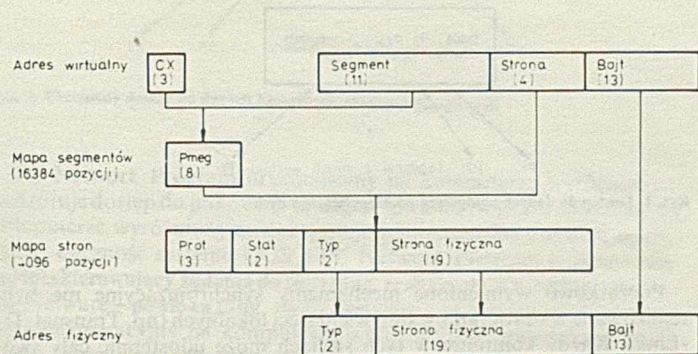 Adres wirtualny CX Segment Strona Bajt
(3) (11) (4) (13)
Mapa segmentów Pmeg
(16384 pozycji) (8)
Mapa stron Prot Stat Typ Strona fizyczna
(4096 pozycji) (3) (2) (2) (19)
Adres fizyczny Typ Strona fizyczna Bajt
(2) (19) (13)